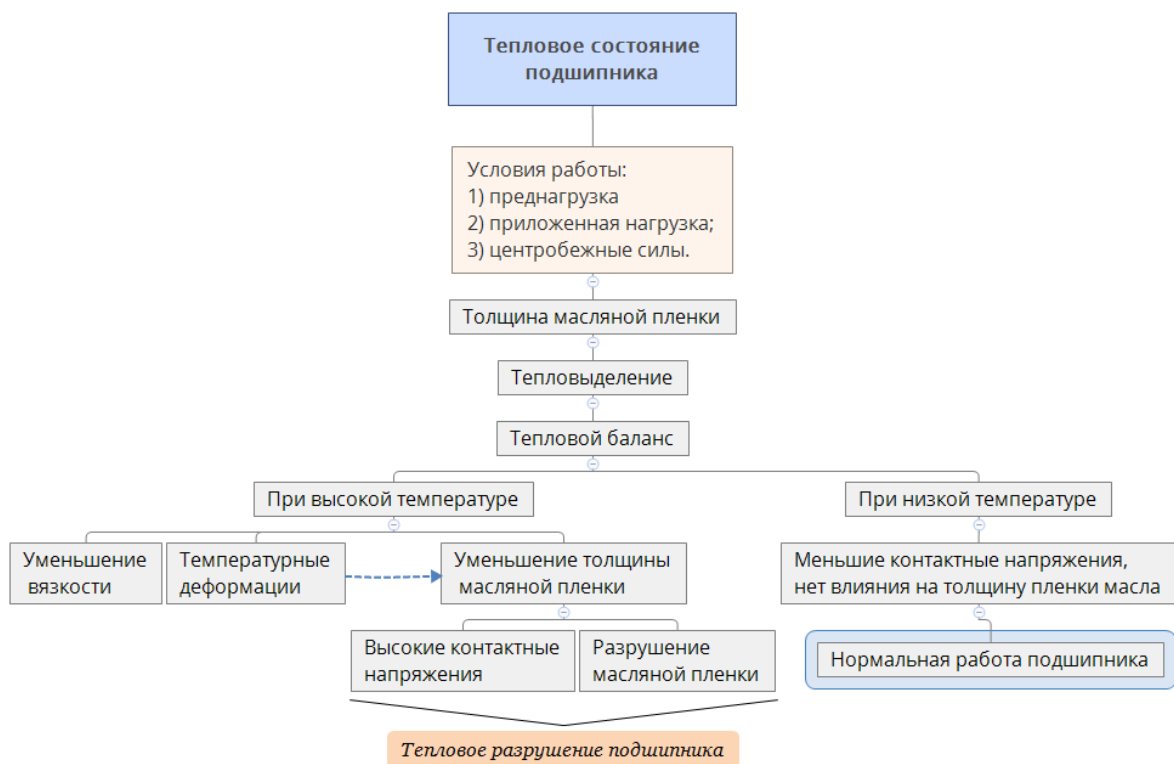 Тепловое состояние
подшипника
Условия работы:
1) преднагрузка
2) приложенная нагрузка;
3) центробежные силы.
Толщина масляной пленки
Тепловыделение
Тепловой баланс
При высокой температуре
При низкой температуре
Уменьшение
вязкости
Температурные
деформации
Уменьшение толщины
масляной пленки
Меньшие контактные напряжения,
нет влияния на толщину пленки масла
Высокие контактные
напряжения
Разрушение
масляной пленки
Нормальная работа подшипника
Тепловое разрушение подшипника